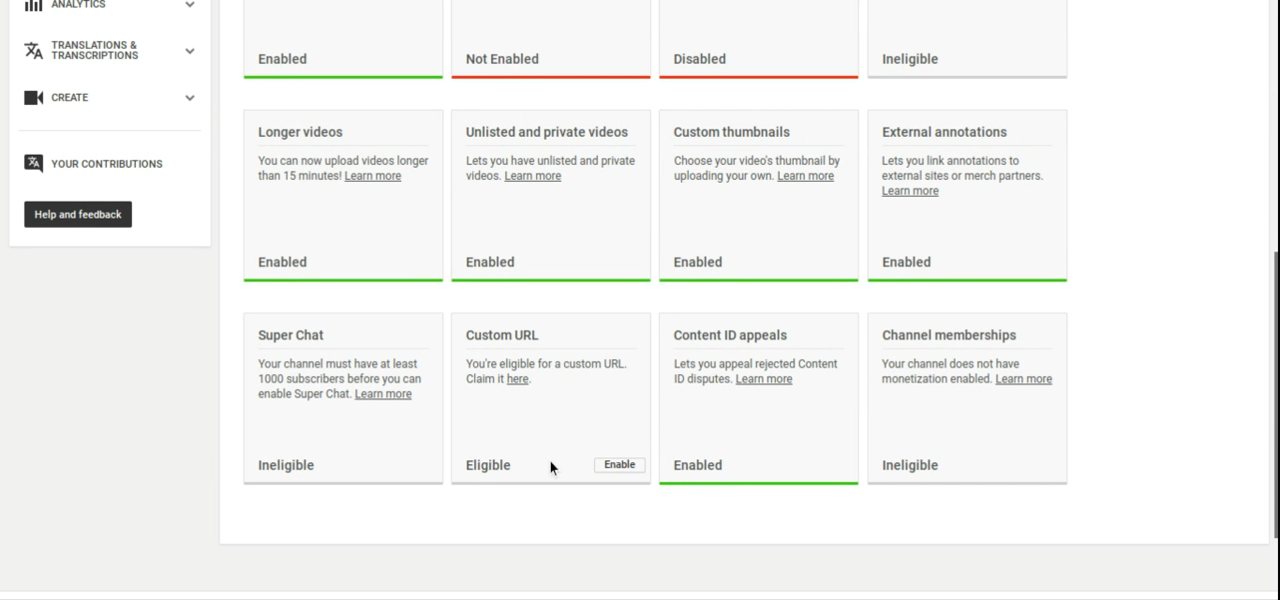 ANALYTICS
TRANSLATIONS &
TRANSCRIPTIONS
CREATE
YOUR CONTRIBUTIONS
Help and feedback
Enabled
Not Enabled
Disabled
Ineligible
Longer videos
You can now upload videos longer
than 15 minutes! Learn more
Enabled
Unlisted and private videos
Lets you have unlisted and private
videos. Learn more
Enabled
Custom thumbnails
Choose your video's thumbnail by
uploading your own. Learn more
Enabled
External annotations
Lets you link annotations to
external sites or merch partners.
Learn more
Enabled
Super Chat
Your channel must have at least
1000 subscribers before you can
enable Super Chat. Learn more
Ineligible
Custom URL
You're eligible for a custom URL.
Claim it here.
Eligible
Enable
Content ID appeals
Lets you appeal rejected Content
ID disputes. Learn more
Enabled
Channel memberships
Your channel does not have
monetization enabled. Learn more
Ineligible